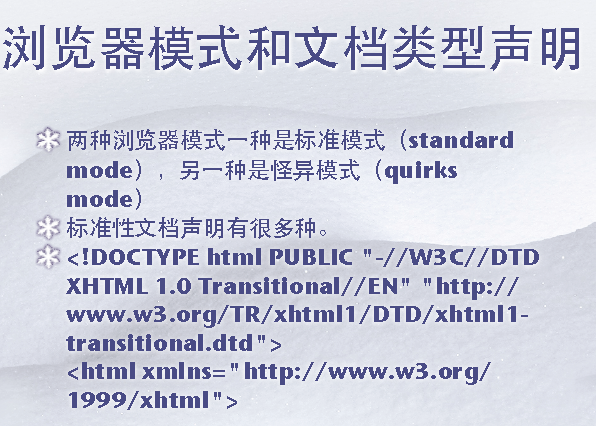 浏览器模式和文档类型声明
两种浏览器模式一种是标准模式（standard
mode），另一种是怪异模式（quirks
mode）
标准性文档声明有很多种。
<!DOCTYPE html PUBLIC "-//W3C//DTD
XHTML 1.0 Transitional//EN" "http://
www.w3.org/TR/xhtml1/DTD/xhtml1-
transitional.dtd">
<html xmlns="http://www.w3.org/
1999/xhtml">